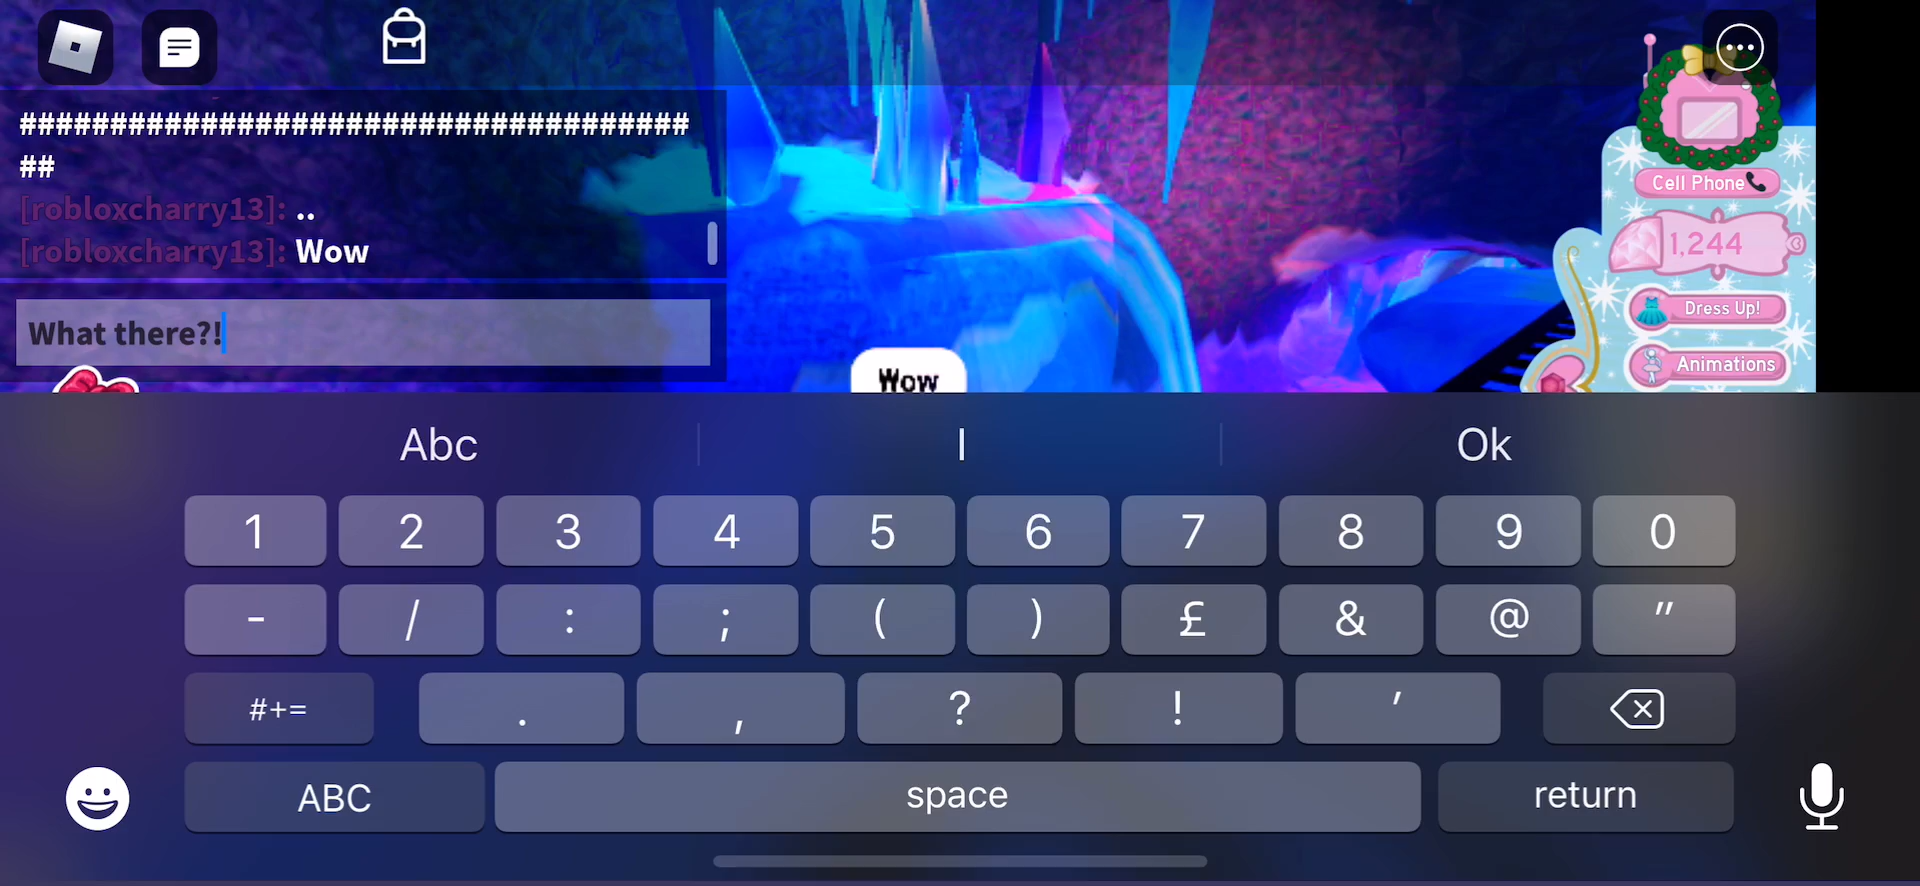 #####################################
##
[robloxcharry13]: ..
[robloxcharry13]: Wow
What there?!
Wow
Cell Phone
1,244
Dress Up!
Animations
Abc
I
Ok
1 2 3 4 5 6 7 8 9 0
- / : ; ( ) £ & @ "
#+= . , ? ! '
ABC space return